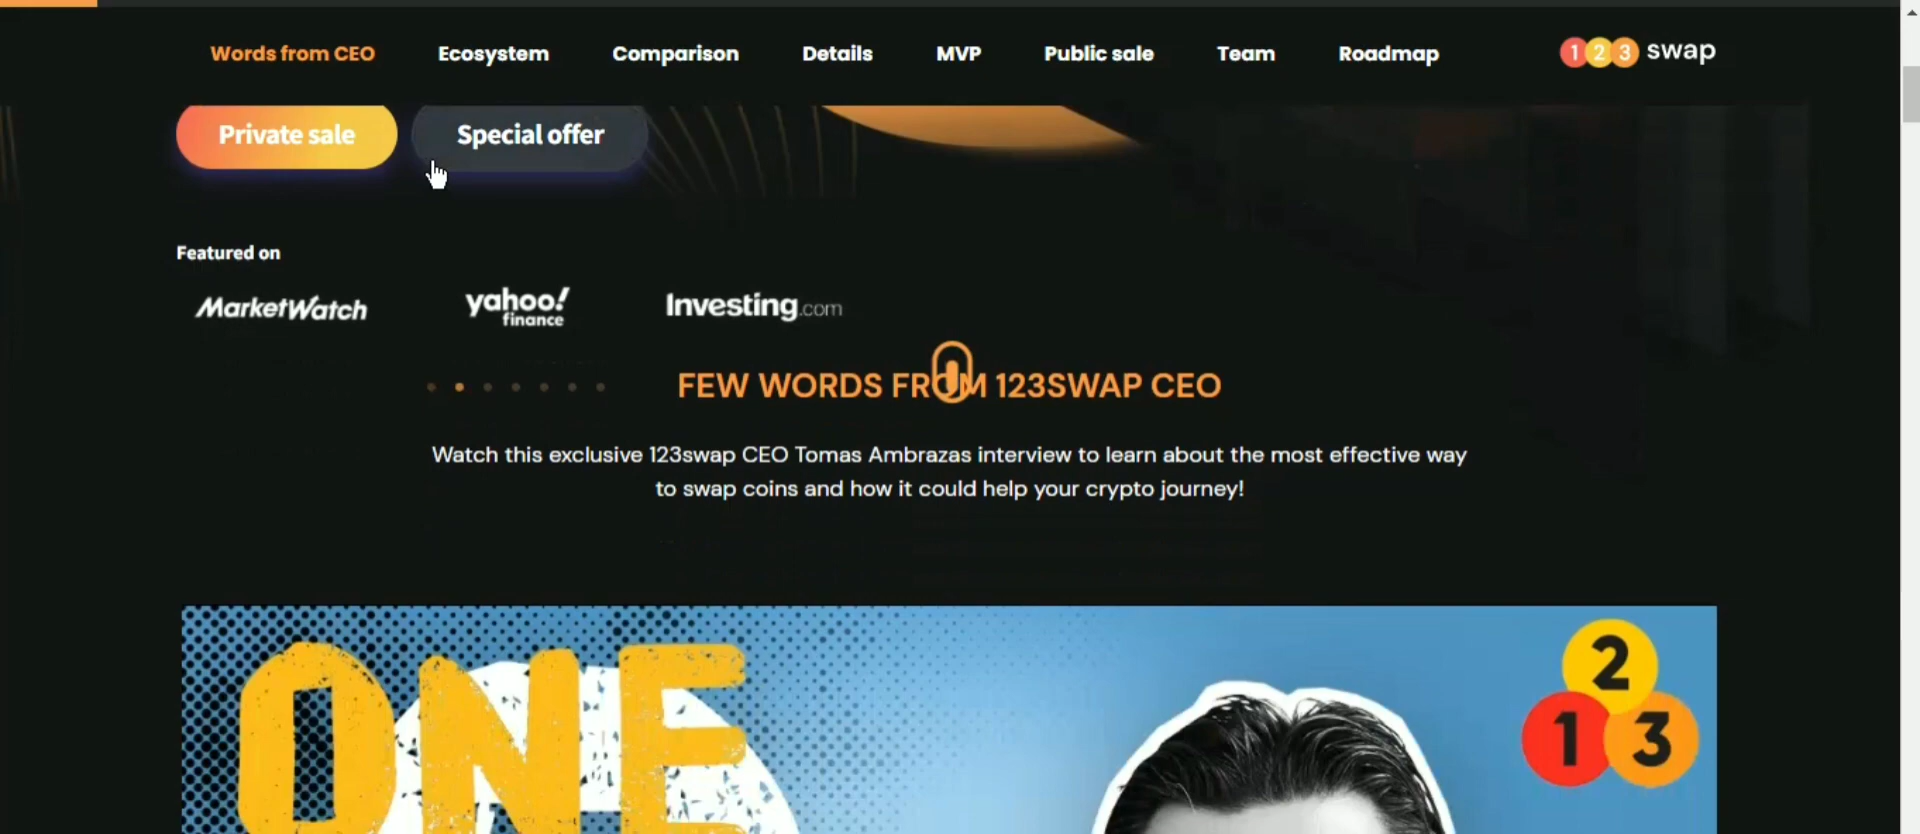 Words from CEO
Ecosystem
Comparison
Details
MVP
Public sale
Team
Roadmap
1 2 3 swap
Private sale
Special offer
Featured on
MarketWatch
yahoo!
finance
Investing.com
FEW WORDS FROM 123SWAP CEO
Watch this exclusive 123swap CEO Tomas Ambrazas interview to learn about the most effective way
to swap coins and how it could help your crypto journey!
ONE
2
1 3